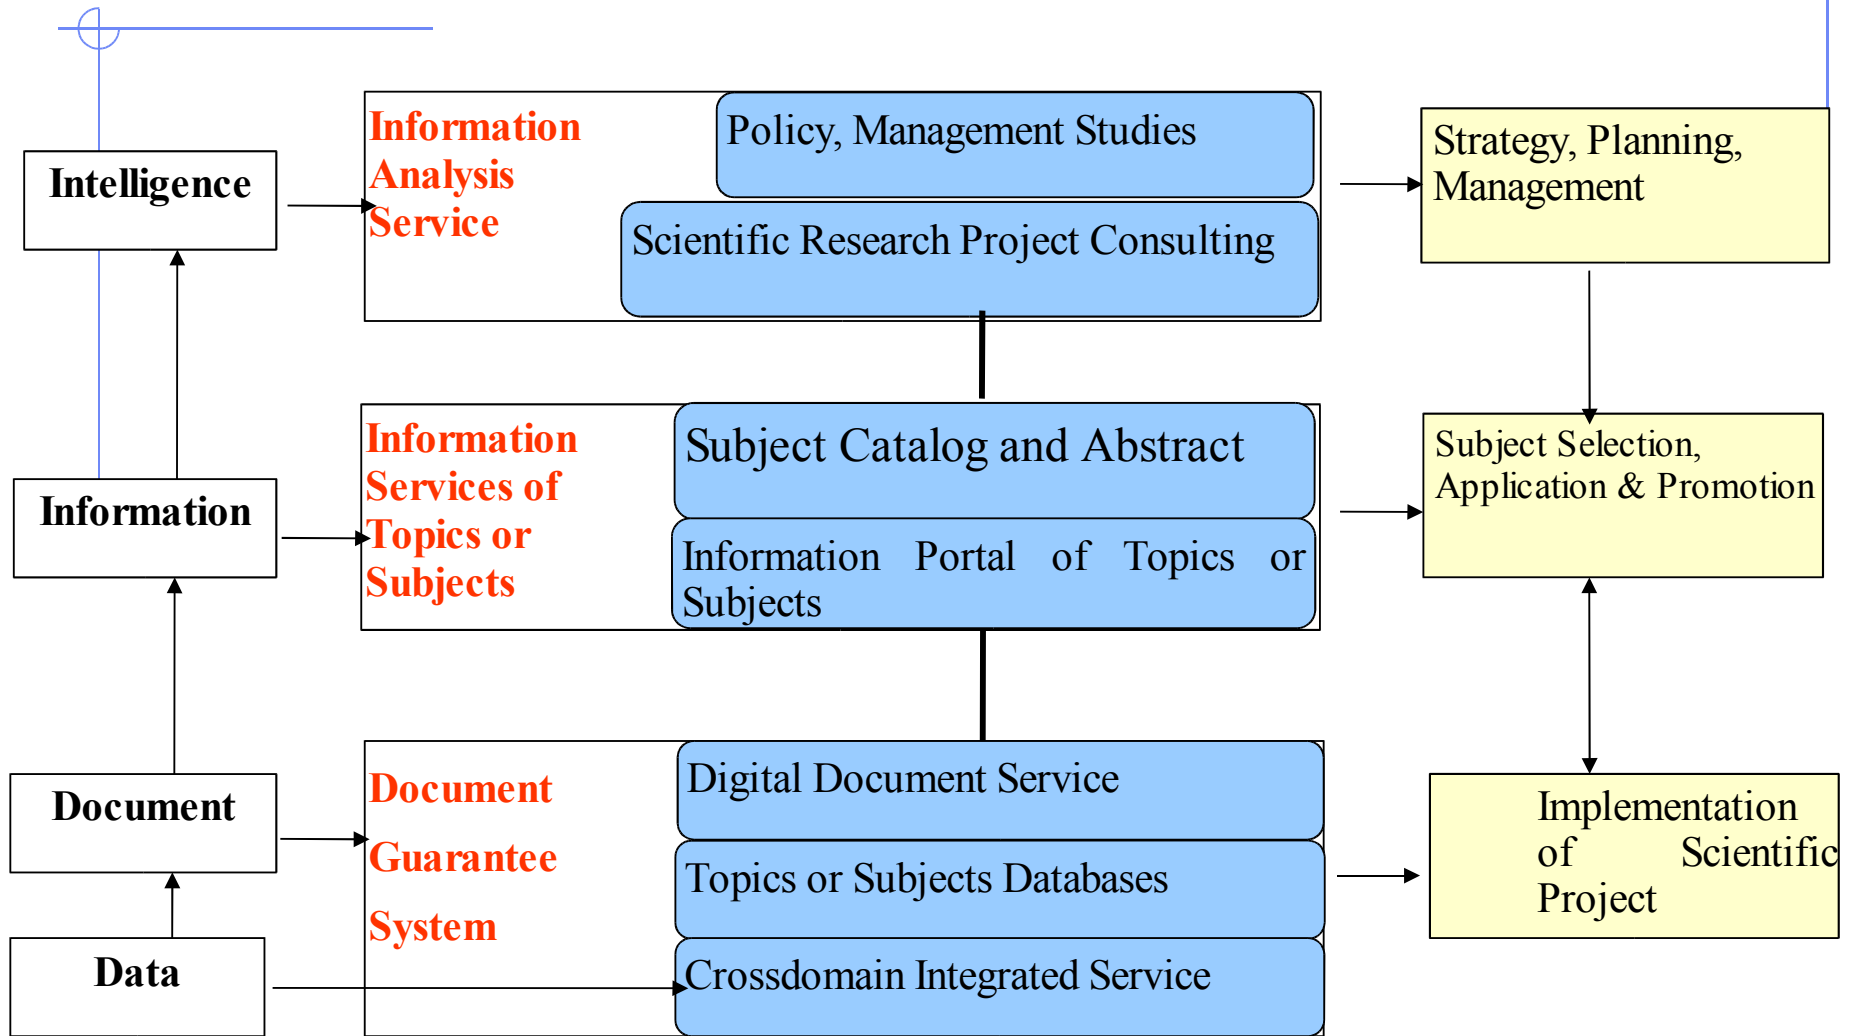 Intelligence
Information
Analysis
Service
Policy, Management Studies
Scientific Research Project Consulting
Strategy, Planning,
Management
Information
Information
Services of
Topics or
Subjects
Subject Catalog and Abstract
Information Portal of Topics or
Subjects
Subject Selection,
Application & Promotion
Document
Data
Document
Guarantee
System
Digital Document Service
Topics or Subjects Databases
Crossdomain Integrated Service
Implementation
of Scientific
Project